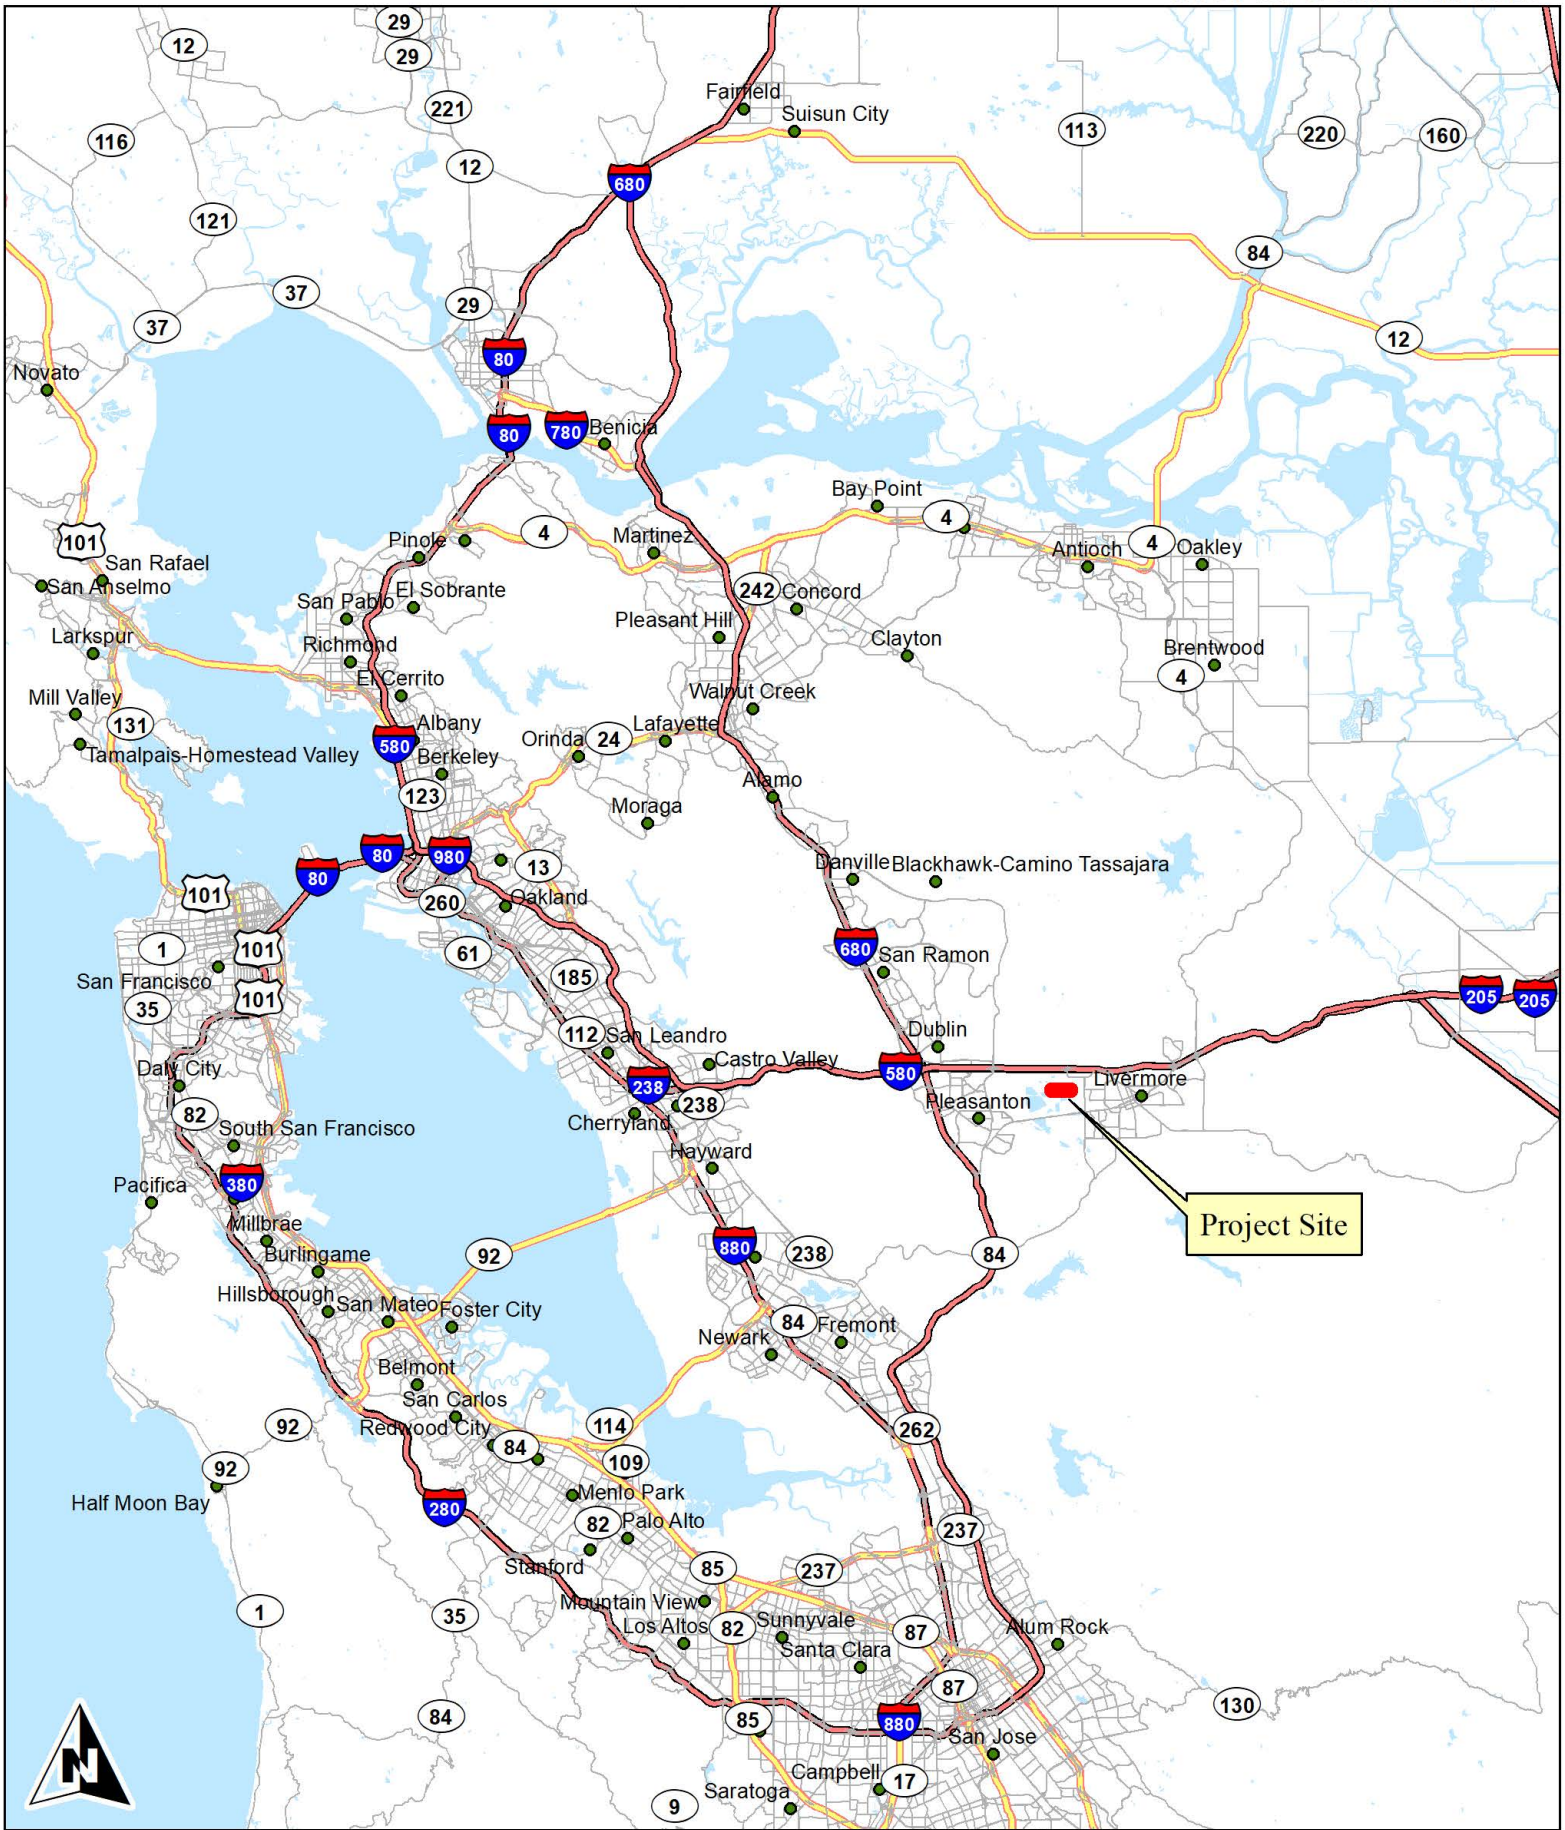 29
12
29
221
Fairfield
Suisun City
116
113
220
160
12
680
121
84
37
29
37
12
80
Novato
780
Benicia
80
Bay Point
4
4
Martinez
Pinole
101
4
Oakley
Antioch
San Rafael
San Anselmo
El Sobrante
242
Concord
San Pablo
Pleasant Hill
Larkspur
Richmond
Clayton
Brentwood
4
El Cerrito
Walnut Creek
Mill Valley
131
Albany
Lafayette
580
Orinda
24
Tamalpais-Homestead Valley
Berkeley
Alamo
123
Moraga
80
980
13
Danville
Blackhawk-Camino Tassajara
80
101
260
Oakland
1
101
61
680
San Ramon
San Francisco
185
205
205
101
35
112
San Leandro
Dublin
Castro Valley
580
Daly City
238
Livermore
82
238
Pleasanton
Cherryland
South San Francisco
Hayward
380
Pacifica
Millbrae
Project Site
880
238
92
84
Burlingame
Hillsborough
San Mateo
Foster City
84
Fremont
Newark
Belmont
San Carlos
92
114
Redwood City
262
84
109
92
Menlo Park
Half Moon Bay
280
82
Palo Alto
237
Stanford
85
237
Mountain View
1
35
Los Altos
82
Sunnyvale
87
Alum Rock
Santa Clara
87
130
84
85
880
San Jose
N
Campbell
17
Saratoga
9